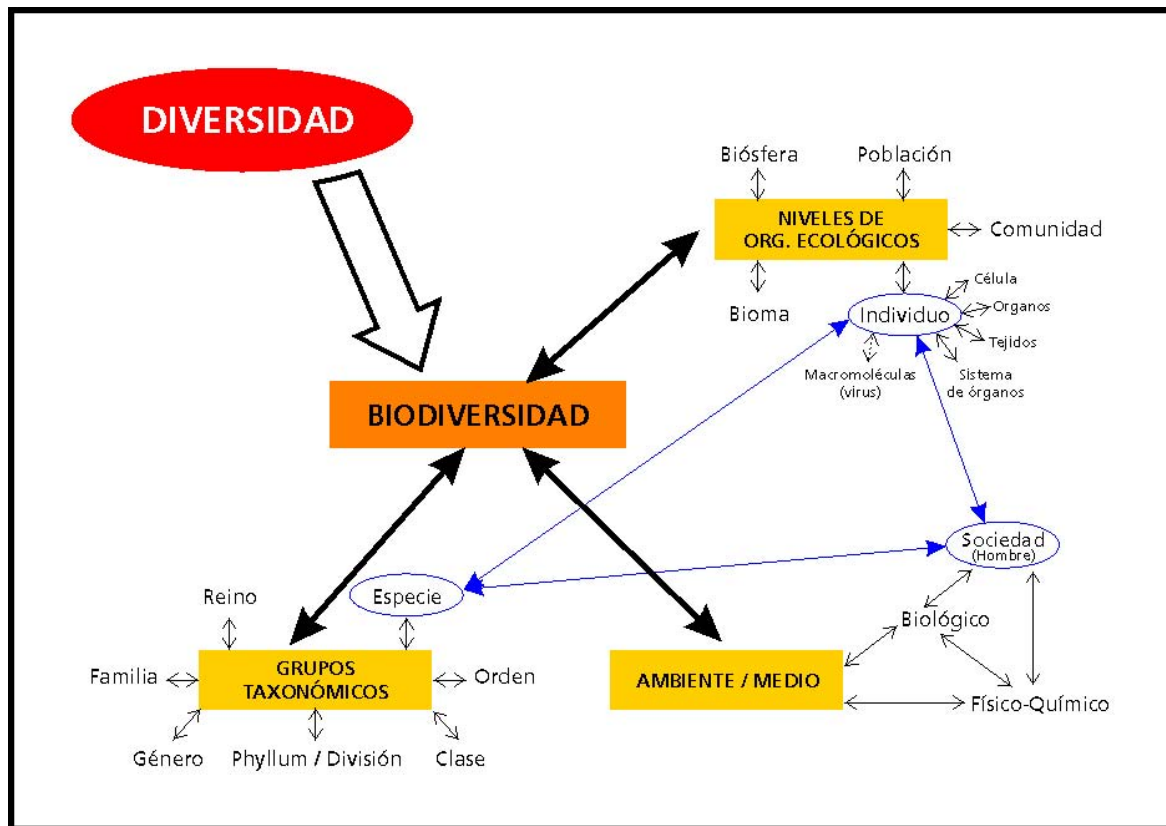 DIVERSIDAD
Biósfera
Población
NIVELES DE
ORG. ECOLÓGICOS
Comunidad
Bioma
Individuo
Célula
Organos
Tejidos
Sistema
de órganos
Macromoléculas
(virus)
BIODIVERSIDAD
Sociedad
(Hombre)
Reino
Especie
Biológico
Familia
GRUPOS
TAXONÓMICOS
Orden
AMBIENTE / MEDIO
Físico-Químico
Género
Phyllum / División
Clase